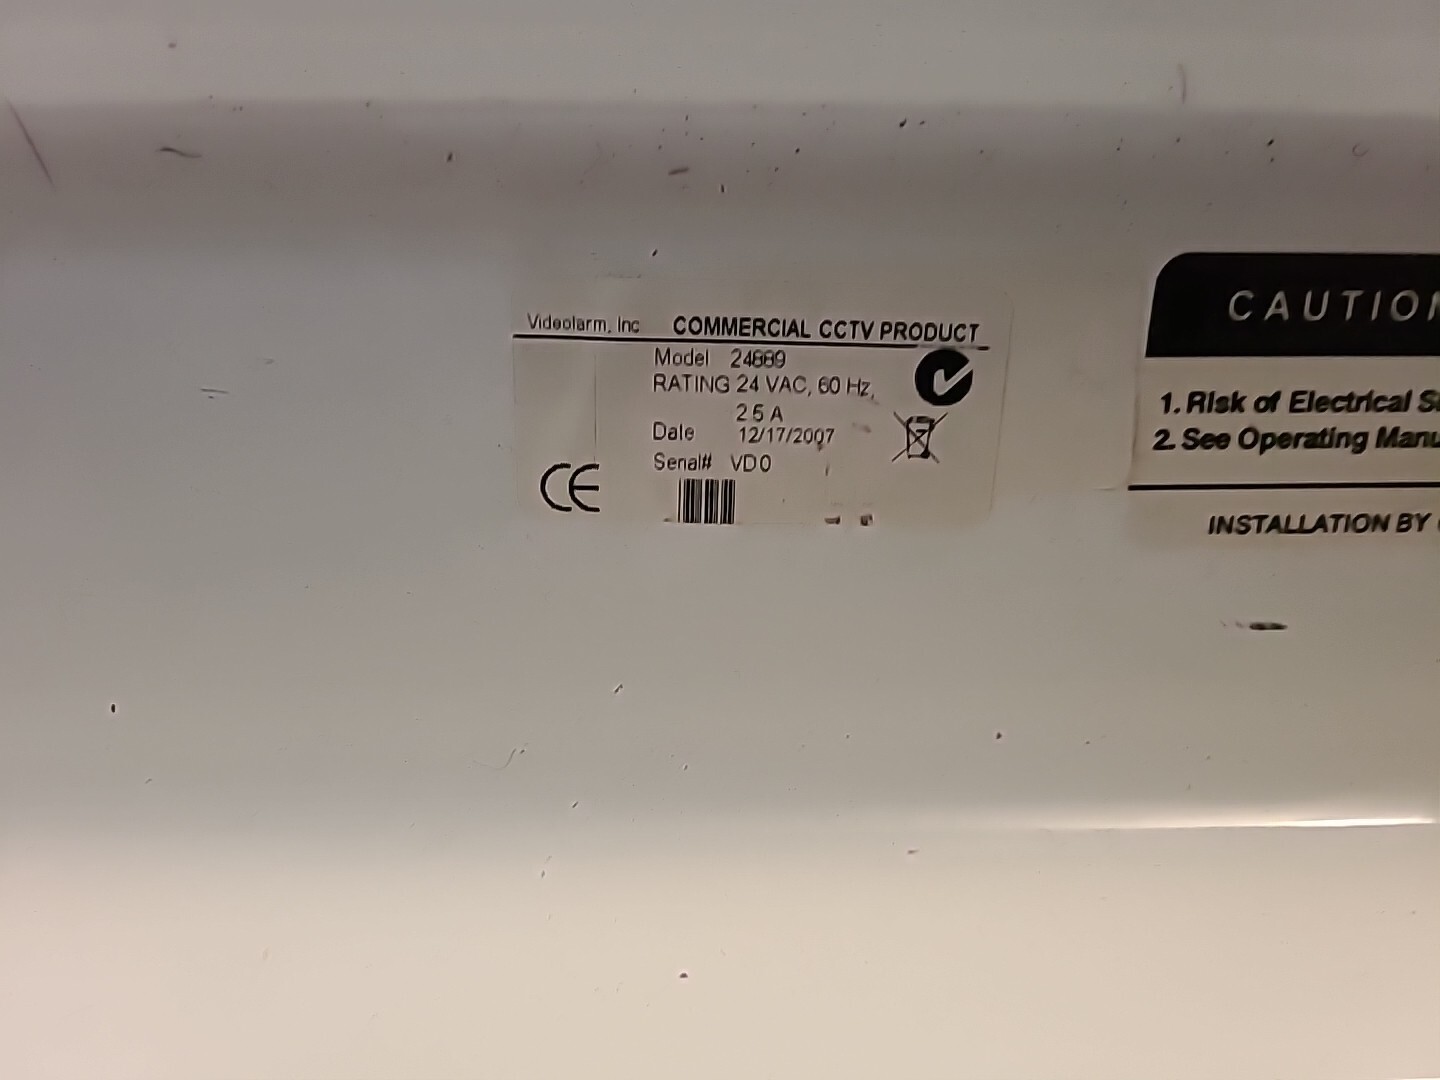 Videolarm, Inc COMMERCIAL CCTV PRODUCT
Model
RATING 24 VAC, 60 Hz,
2.5 A
Date 12/17/2007
Serial# VD0
CE
CAUTION
1. Risk of Electrical
2. See Operating
INSTALLATION BY